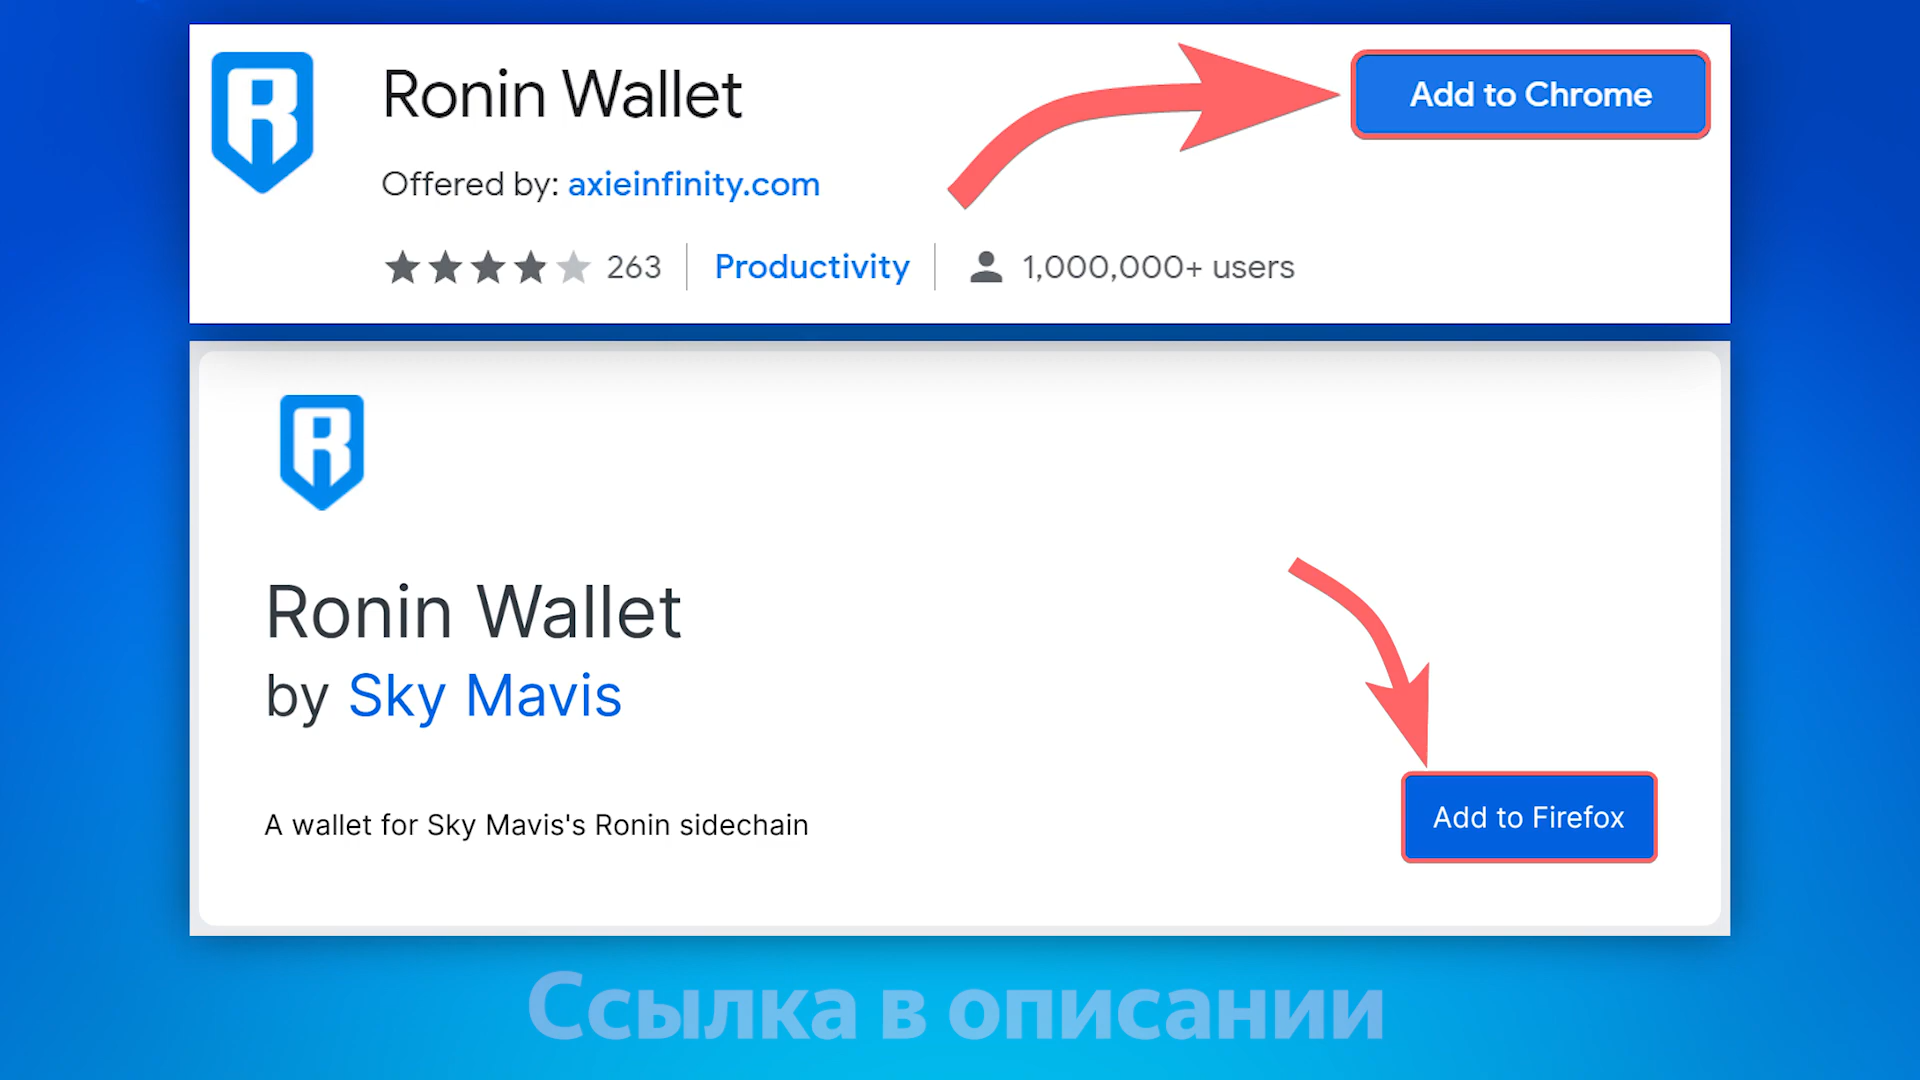 Ronin Wallet
Add to Chrome
Offered by: axieinfinity.com
263
Productivity
1,000,000+ users
Ronin Wallet
by Sky Mavis
A wallet for Sky Mavis's Ronin sidechain
Add to Firefox
Ссылка в описании